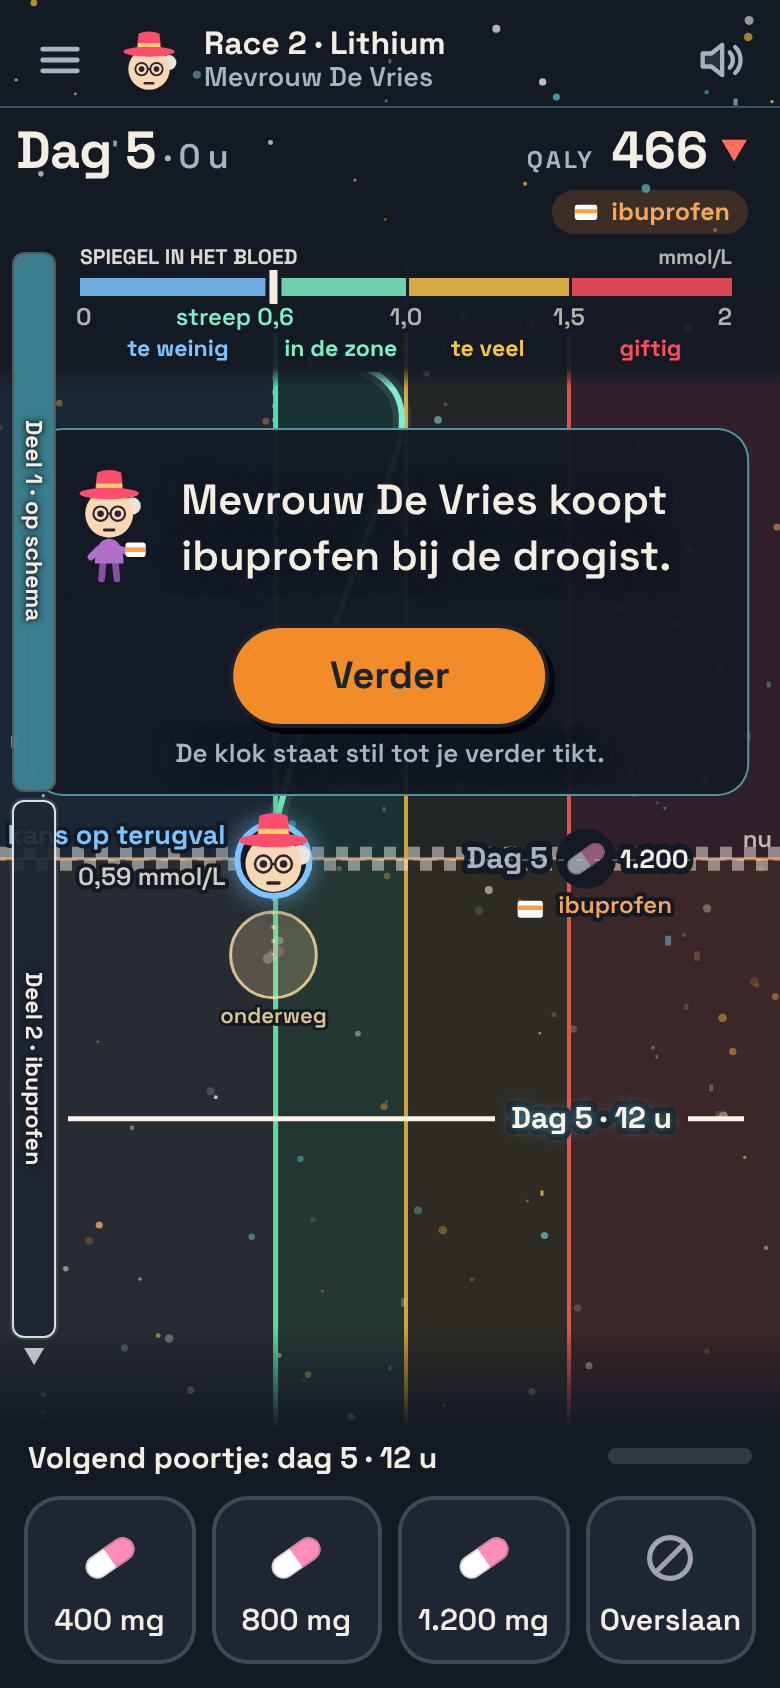 Race 2 · Lithium
Mevrouw De Vries
Dag 5 · 0 u
QALY 466
ibuprofen
SPIEGEL IN HET BLOED
mmol/L
0
streep 0,6
1,0
1,5
2
te weinig
in de zone
te veel
giftig
Deel 1 · op schema
Mevrouw De Vries koopt
ibuprofen bij de drogist.
Verder
De klok staat stil tot je verder tikt.
kans op terugval
nu
0,59 mmol/L
Dag 5
1.200
ibuprofen
onderweg
Deel 2 · ibuprofen
Dag 5 · 12 u
Volgend poortje: dag 5 · 12 u
400 mg
800 mg
1.200 mg
Overslaan